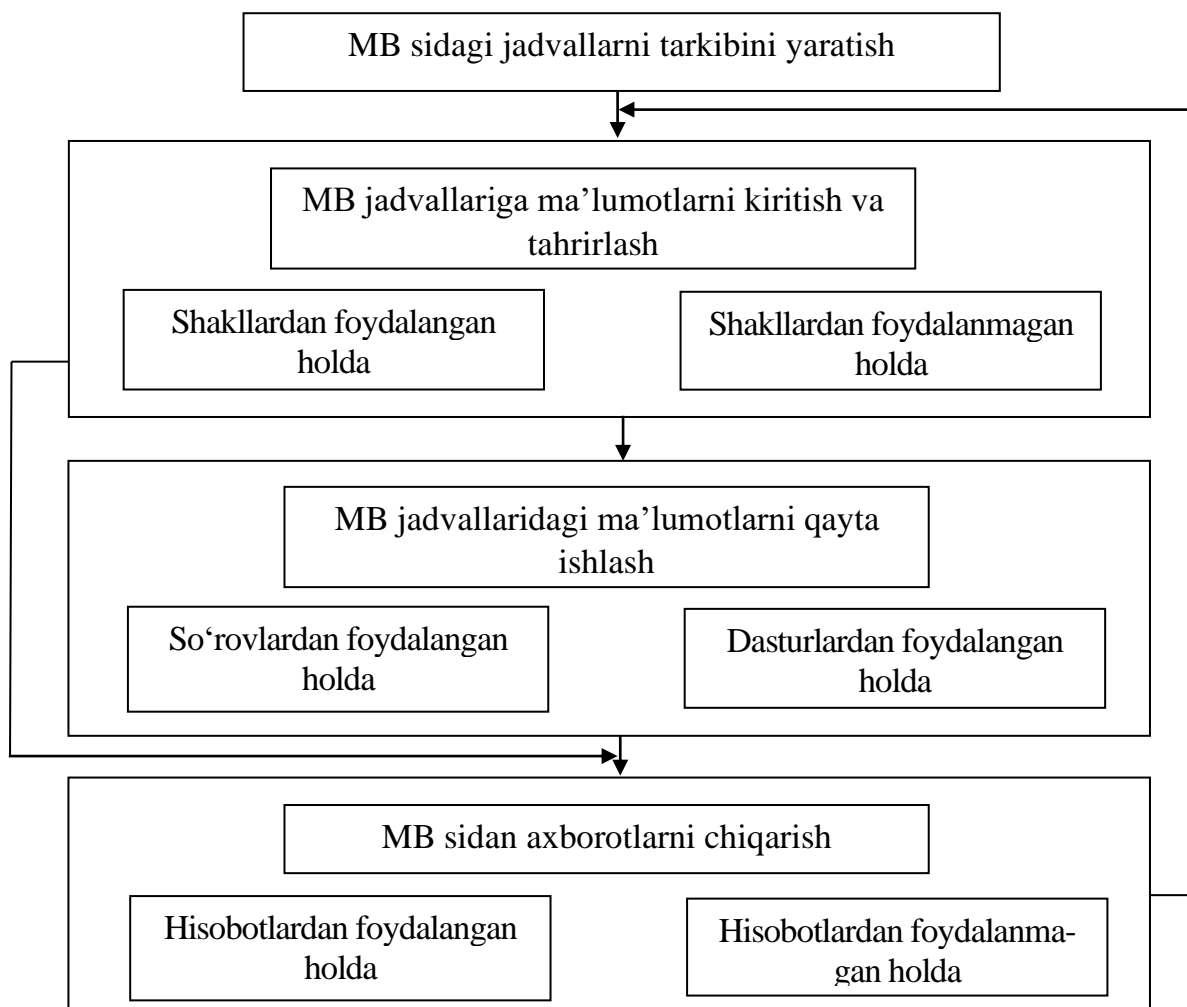 MB sidagi jadvallarni tarkibini yaratish
MB jadvallariga ma’lumotlarni kiritish va
tahrirlash
Shakllardan foydalangan
holda
Shakllardan foydalanmagan
holda
MB jadvallaridagi ma’lumotlarni qayta
ishlash
So‘rovlardan foydalangan
holda
Dasturlardan foydalangan
holda
MB sidan axborotlarni chiqarish
Hisobotlardan foydalangan
holda
Hisobotlardan foydalanma-
gan holda